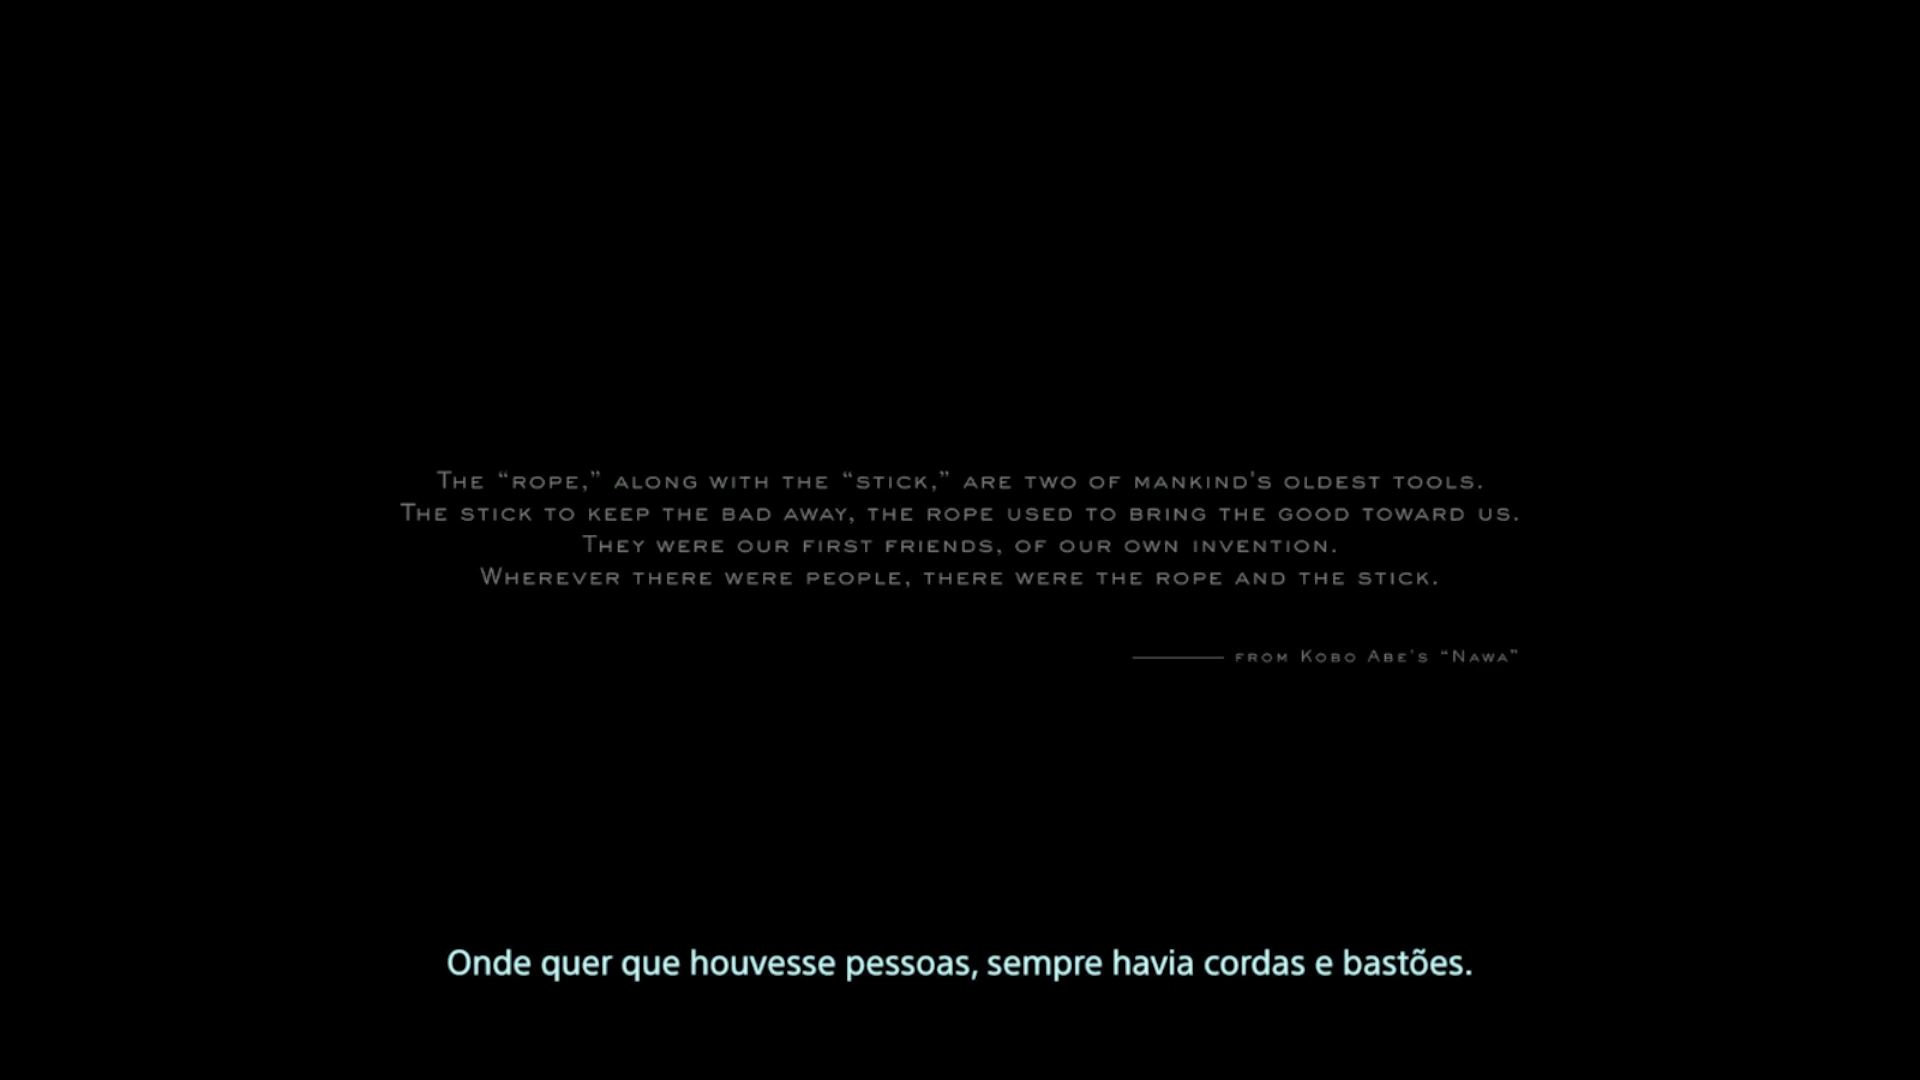 The “rope,” along with the “stick,” are two of mankind's oldest tools.
The stick to keep the bad away, the rope used to bring the good toward us.
They were our first friends, of our own invention.
Wherever there were people, there were the rope and the stick.
from Kobo Abe's “Nawa”
Onde quer que houvesse pessoas, sempre havia cordas e bastões.